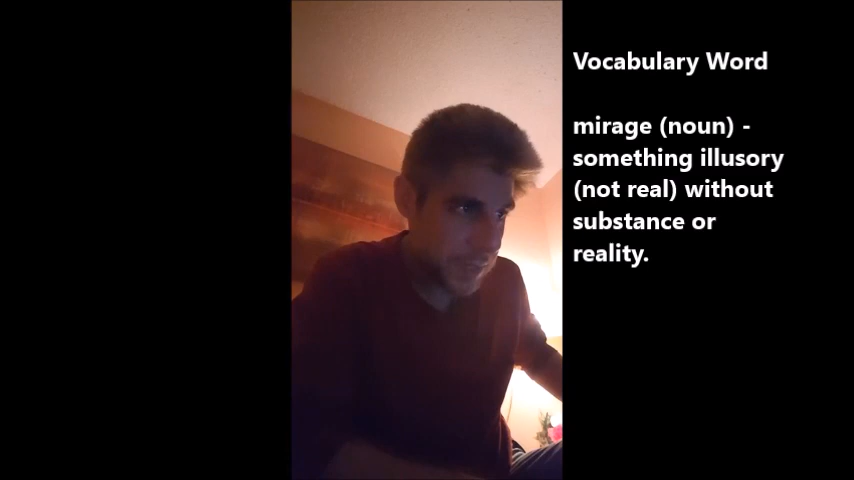 Vocabulary Word
mirage (noun) -
something illusory
(not real) without
substance or
reality.